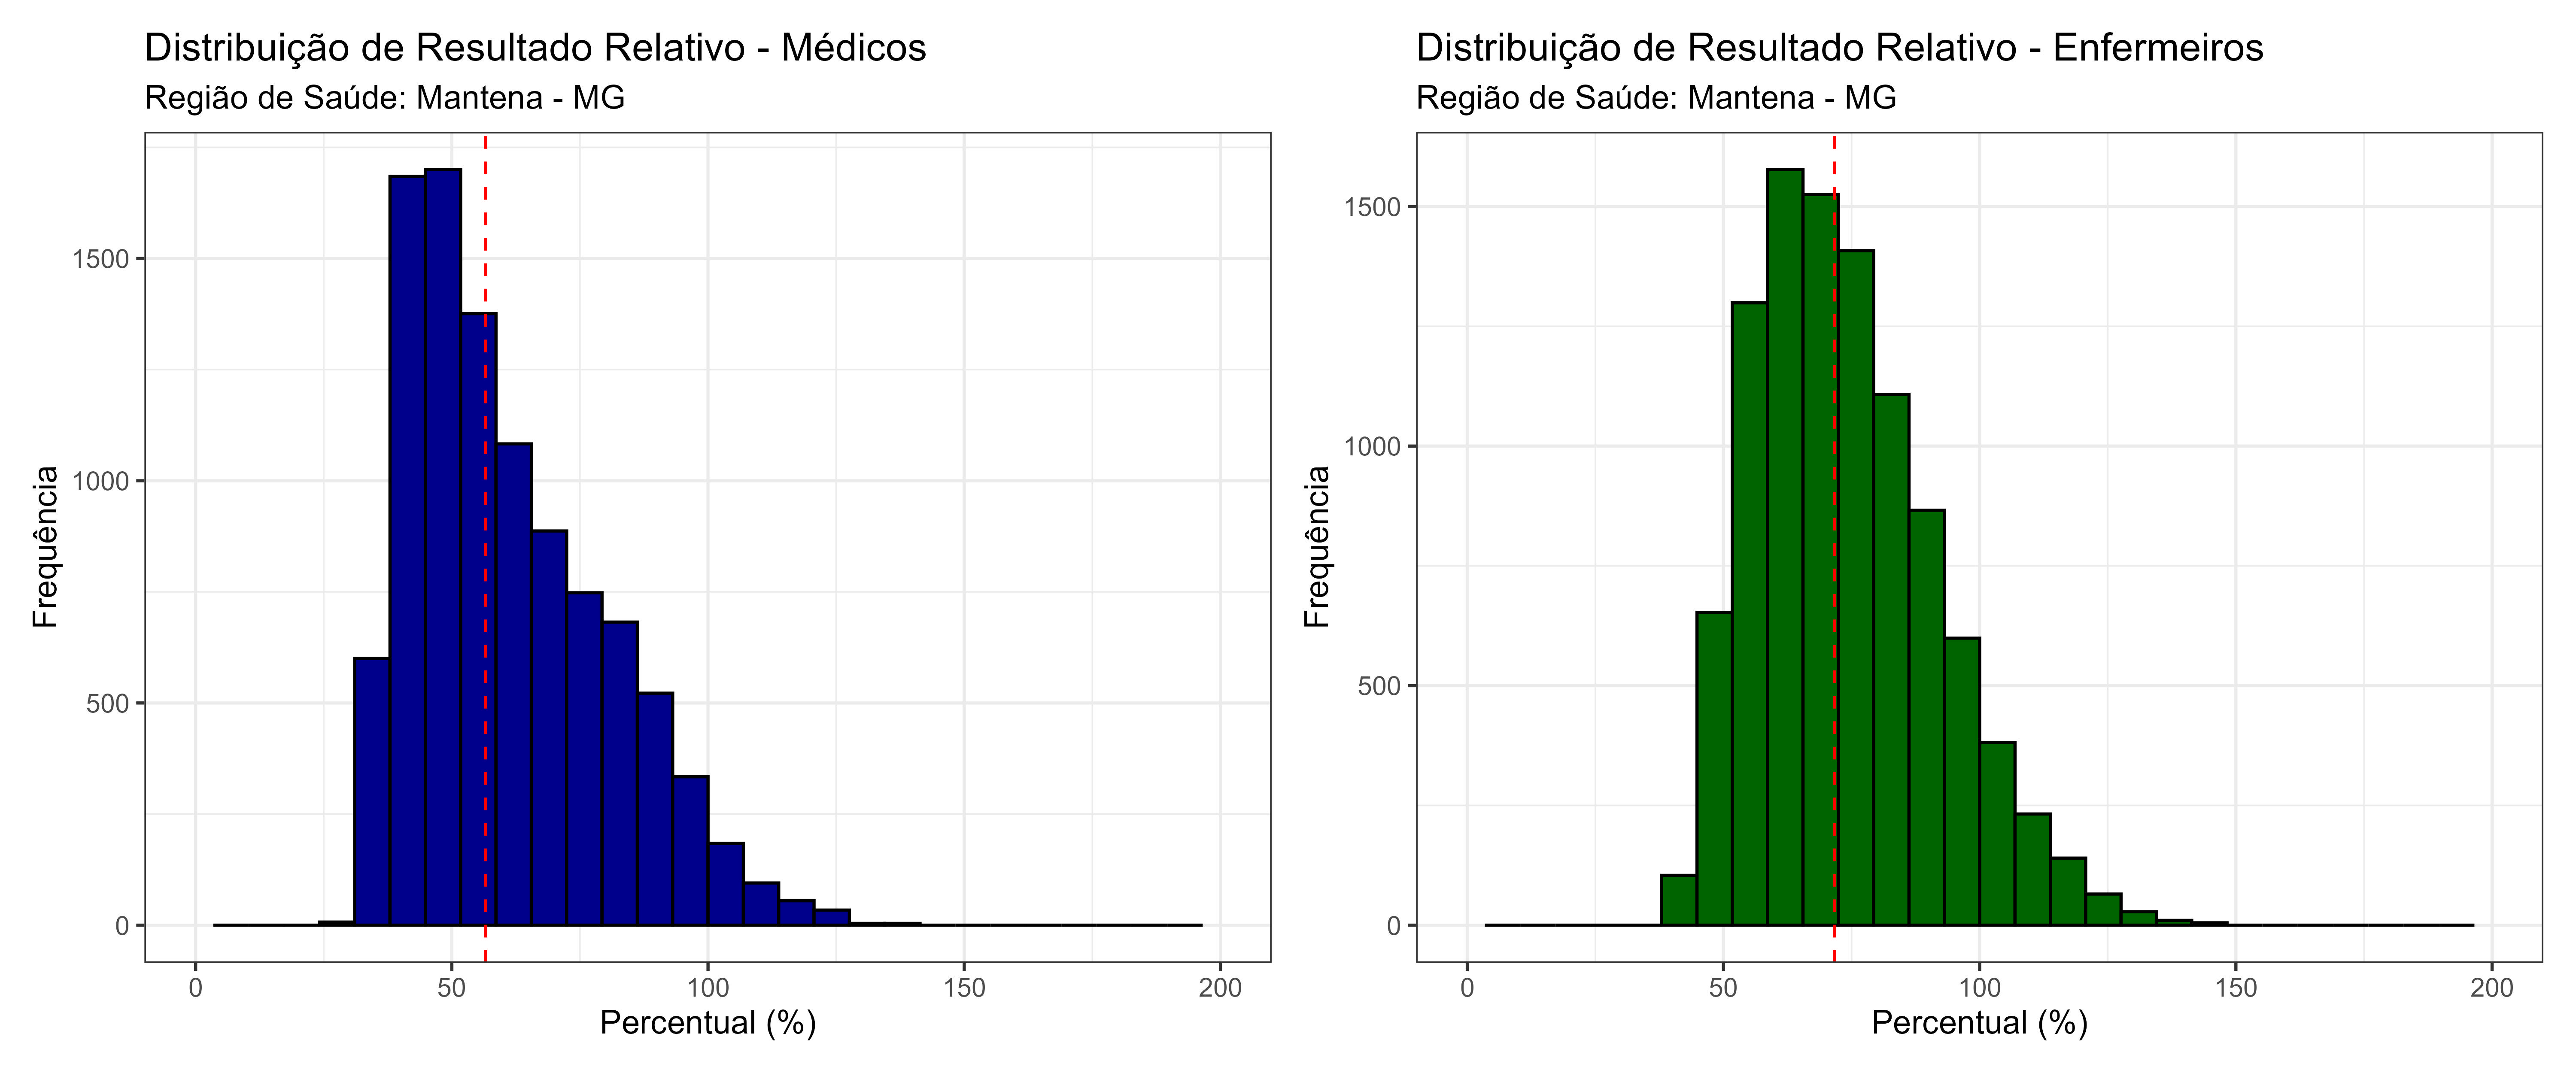 Distribuição de Resultado Relativo - Médicos
Região de Saúde: Mantena - MG
Frequência
1500
1000
500
0
0 50 100 150 200
Percentual (%)
Distribuição de Resultado Relativo - Enfermeiros
Região de Saúde: Mantena - MG
Frequência
1500
1000
500
0
0 50 100 150 200
Percentual (%)